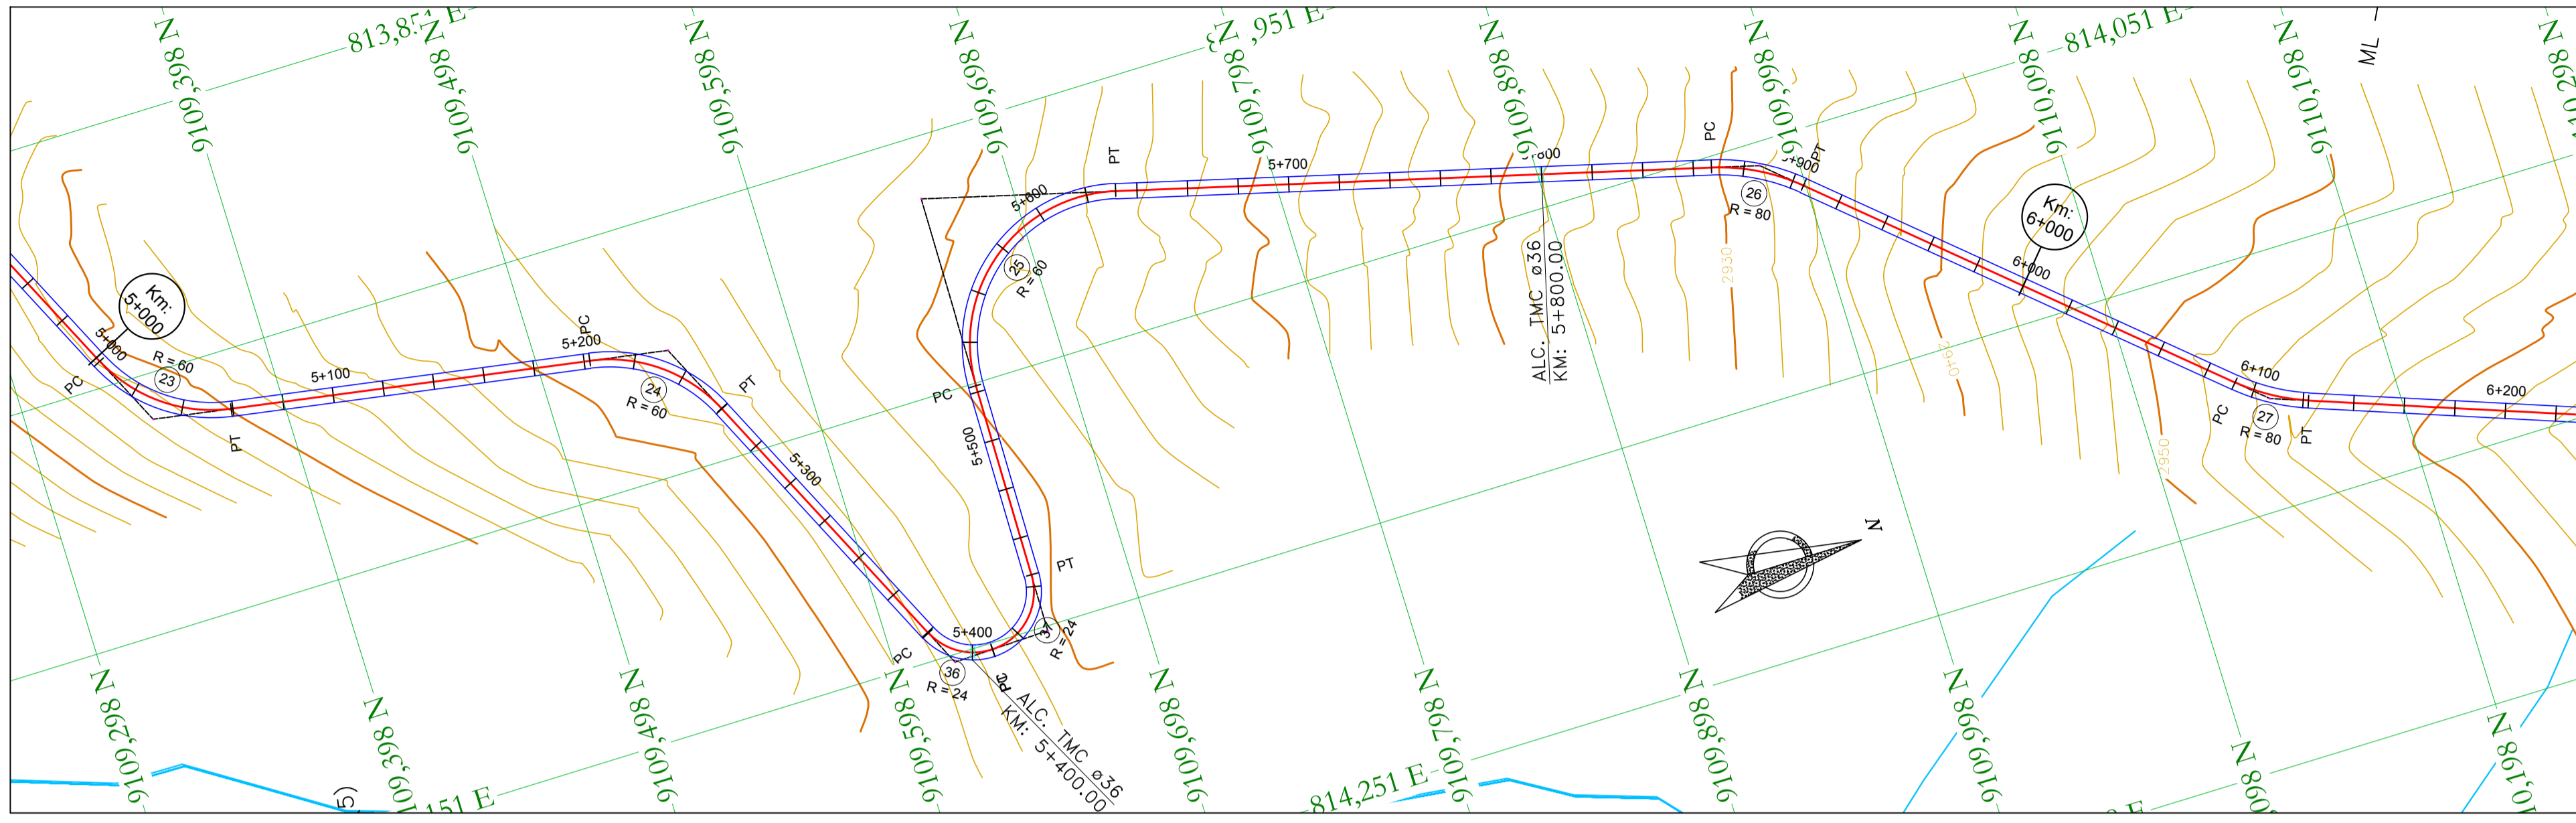 9109,398 N
9109,498 N
9109,598 N
9109,698 N
9109,798 N
9109,898 N
9109,998 N
9110,098 N
9110,198 N
,951 E
814,051 E
ML
Km:
5+000
5+000
PC
R = 60
23
PT
5+100
5+200
PC
24
R = 60
PT
5+300
PC
5+400
36
R = 24
37
R = 24
PT
5+500
PC
25
R = 60
5+600
PT
5+700
ALC. TMC ø36
KM: 5+800.00
2930
PC
26
R = 80
PT
Km:
6+000
6+000
2950
6+100
PC
27
R = 80
PT
6+200
N
ALC. TMC ø36
KM: 5+400.00
9109,298 N
9109,398 N
9109,498 N
9109,598 N
9109,698 N
9109,798 N
9109,898 N
9109,998 N
,098 N
10,198 N
151 E
814,251 E
5)